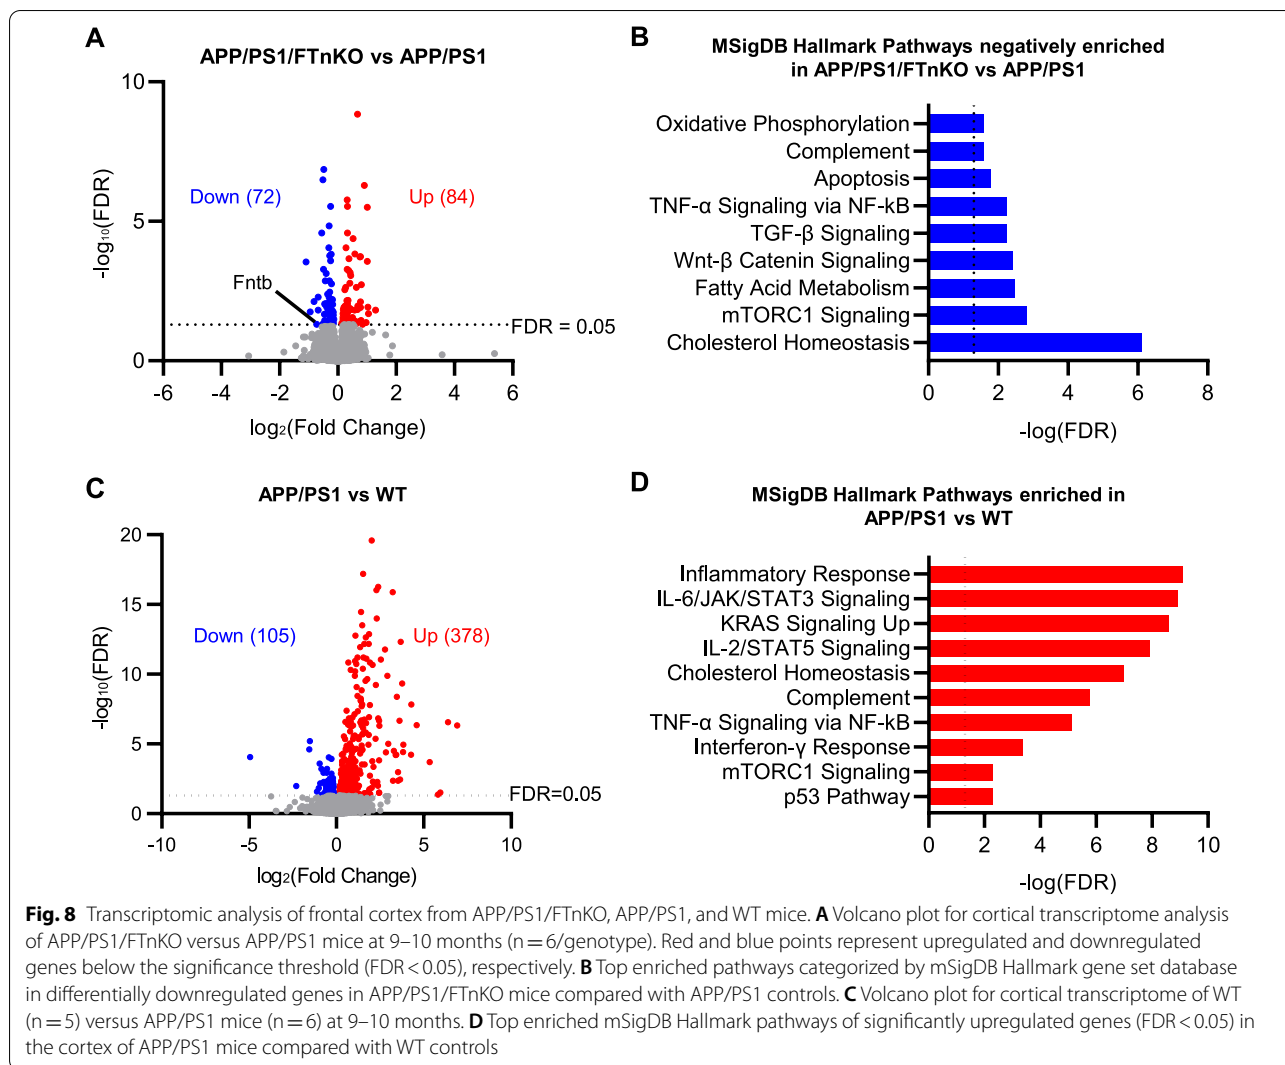 A
APP/PS1/FTnKO vs APP/PS1
10
5
0
-log10(FDR)
Down (72)
Up (84)
Fntb
FDR = 0.05
-6 -4 -2 0 2 4 6
log2(Fold Change)
B
MSigDB Hallmark Pathways negatively enriched
in APP/PS1/FTnKO vs APP/PS1
Oxidative Phosphorylation
Complement
Apoptosis
TNF-α Signaling via NF-kB
TGF-β Signaling
Wnt-β Catenin Signaling
Fatty Acid Metabolism
mTORC1 Signaling
Cholesterol Homeostasis
0 2 4 6 8
-log(FDR)
C
APP/PS1 vs WT
20
15
10
5
0
-log10(FDR)
Down (105)
Up (378)
FDR=0.05
-10 -5 0 5 10
log2(Fold Change)
D
MSigDB Hallmark Pathways enriched in
APP/PS1 vs WT
Inflammatory Response
IL-6/JAK/STAT3 Signaling
KRAS Signaling Up
IL-2/STAT5 Signaling
Cholesterol Homeostasis
Complement
TNF-α Signaling via NF-kB
Interferon-γ Response
mTORC1 Signaling
p53 Pathway
0 2 4 6 8 10
-log(FDR)
Fig. 8 Transcriptomic analysis of frontal cortex from APP/PS1/FTnKO, APP/PS1, and WT mice. A Volcano plot for cortical transcriptome analysis
of APP/PS1/FTnKO versus APP/PS1 mice at 9–10 months (n = 6/genotype). Red and blue points represent upregulated and downregulated
genes below the significance threshold (FDR < 0.05), respectively. B Top enriched pathways categorized by mSigDB Hallmark gene set database
in differentially downregulated genes in APP/PS1/FTnKO mice compared with APP/PS1 controls. C Volcano plot for cortical transcriptome of WT
(n = 5) versus APP/PS1 mice (n = 6) at 9–10 months. D Top enriched mSigDB Hallmark pathways of significantly upregulated genes (FDR < 0.05) in
the cortex of APP/PS1 mice compared with WT controls